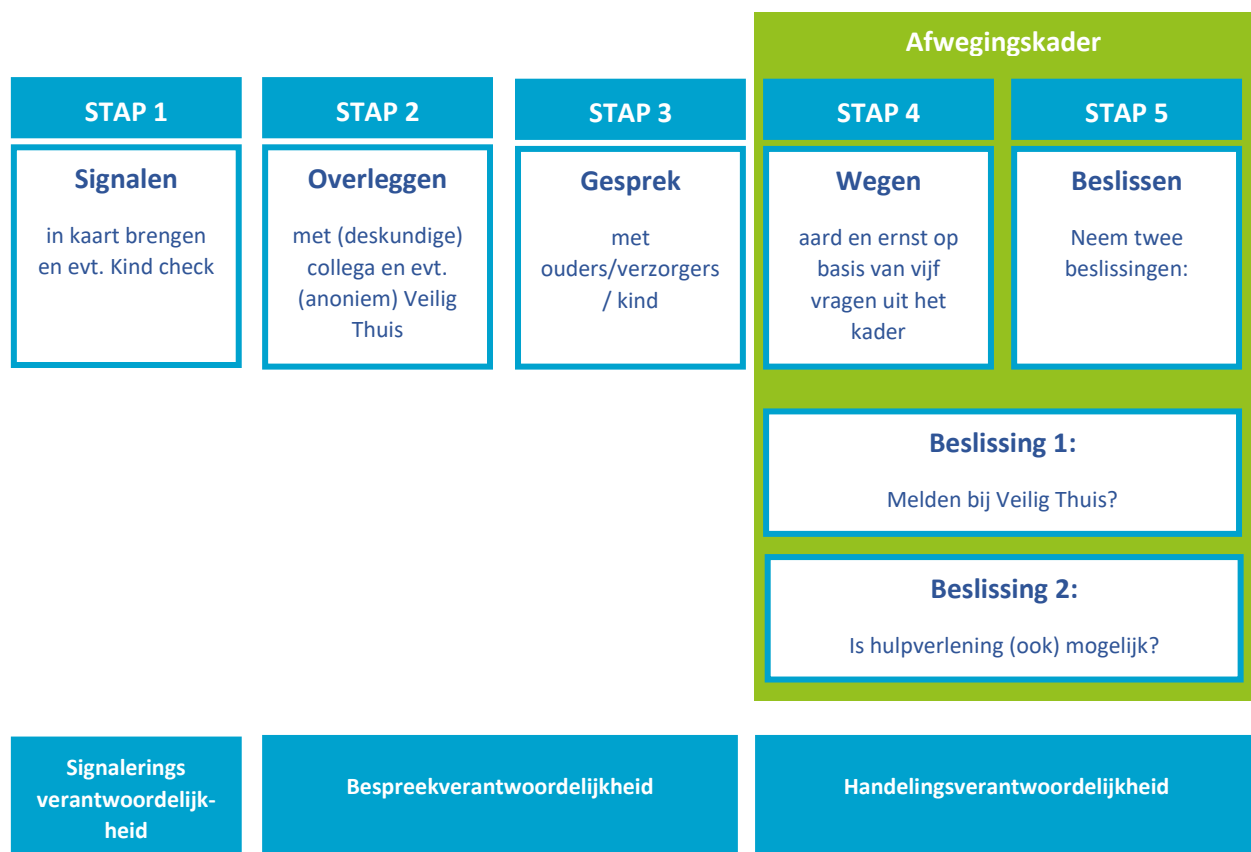 Afwegingskader
STAP 1
STAP 2
STAP 3
STAP 4
STAP 5
Signalen
in kaart brengen
en evt. Kind check
Overleggen
met (deskundige)
collega en evt.
(anoniem) Veilig
Thuis
Gesprek
met
ouders/verzorgers
/ kind
Wegen
aard en ernst op
basis van vijf
vragen uit het
kader
Beslissen
Neem twee
beslissingen:
Beslissing 1:
Melden bij Veilig Thuis?
Beslissing 2:
Is hulpverlening (ook) mogelijk?
Signalerings
verantwoordelijk-
heid
Bespreekverantwoordelijkheid
Handelingsverantwoordelijkheid